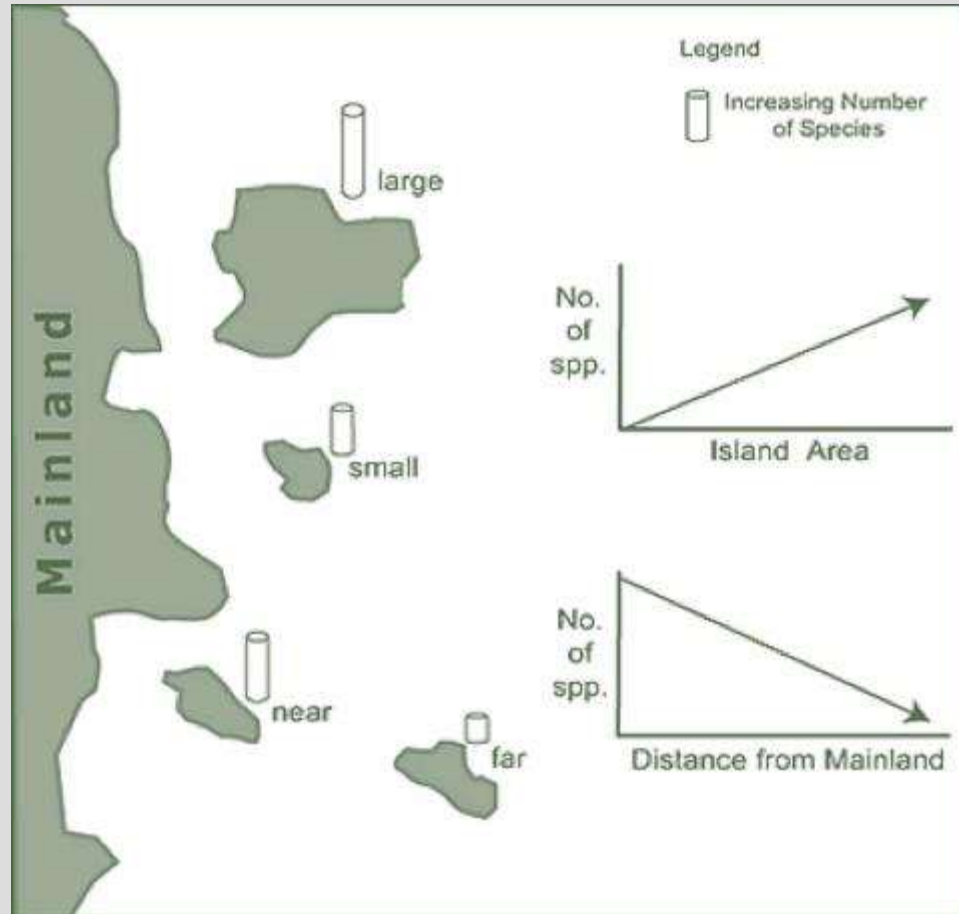 Legend
Increasing Number
of Species
large
Mainland
No.
of
spp.
Island Area
small
near
far
No.
of
spp.
Distance from Mainland